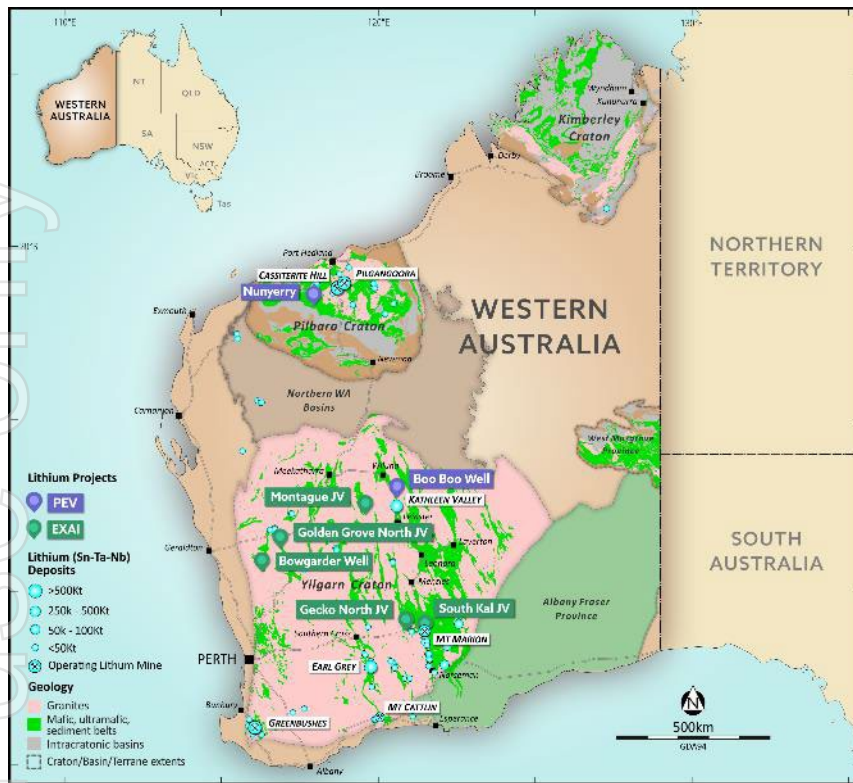 110°E
120°E
130°E
20°S
NT
QLD
SA
NSW
ACT
Vic
Tas
WESTERN
AUSTRALIA
Wyndham
Kununurra
Kimberley
Craton
Derby
Broome
Port Hedland
CASSITERITE HILL
PILGANGOORA
Nunyerry
Pilbara Craton
Newman
Exmouth
NORTHERN
TERRITORY
WESTERN
AUSTRALIA
Northern WA
Basins
Carnarvon
West Musgrave
Province
Meekatharra
Wiluna
Boo Boo Well
KATHLEEN VALLEY
Montague JV
Leinster
Golden Grove North JV
Laverton
Leonora
Geraldton
Bowgarder Well
Yilgarn Craton
Menzies
SOUTH
AUSTRALIA
Albany Fraser
Province
Gecko North JV
South Kal JV
Southern Cross
MT MARION
PERTH
EARL GREY
Norseman
Bunbury
GREENBUSHES
MT CATTLIN
Esperance
Albany
Lithium Projects
PEV
EXAI
Lithium (Sn-Ta-Nb)
Deposits
>500Kt
250k - 500Kt
50k - 100Kt
<50Kt
Operating Lithum Mine
Geology
Granites
Mafic, ultramafic,
sediment belts
Intracratonic basins
Craton/Basin/Terrane extents
N
500km
GDA94